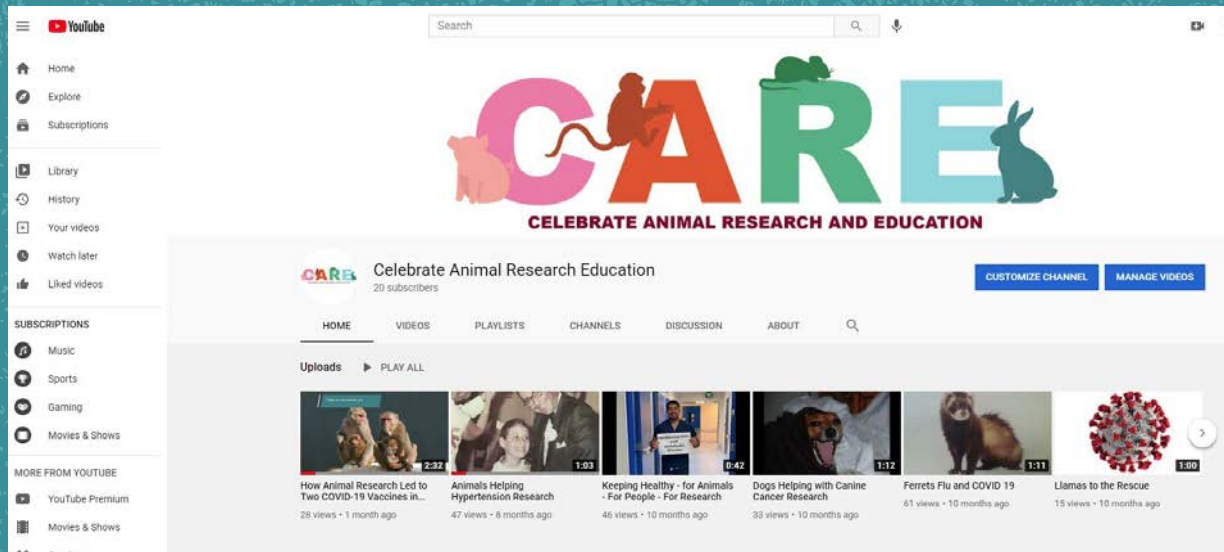 YouTube
Search
Home
Explore
Subscriptions
Library
History
Your videos
Watch later
Liked videos
SUBSCRIPTIONS
Music
Sports
Gaming
Movies & Shows
MORE FROM YOUTUBE
YouTube Premium
Movies & Shows
CARE
CELEBRATE ANIMAL RESEARCH AND EDUCATION
CARE
Celebrate Animal Research Education
20 subscribers
CUSTOMIZE CHANNEL
MANAGE VIDEOS
HOME
VIDEOS
PLAYLISTS
CHANNELS
DISCUSSION
ABOUT
Uploads
PLAY ALL
2:32
How Animal Research Led to
Two COVID-19 Vaccines in...
28 views • 1 month ago
1:03
Animals Helping
Hypertension Research
47 views • 8 months ago
0:42
Keeping Healthy - for Animals
- For People - For Research
46 views • 10 months ago
1:12
Dogs Helping with Canine
Cancer Research
33 views • 10 months ago
1:11
Ferrets Flu and COVID 19
61 views • 10 months ago
1:00
Llamas to the Rescue
15 views • 10 months ago